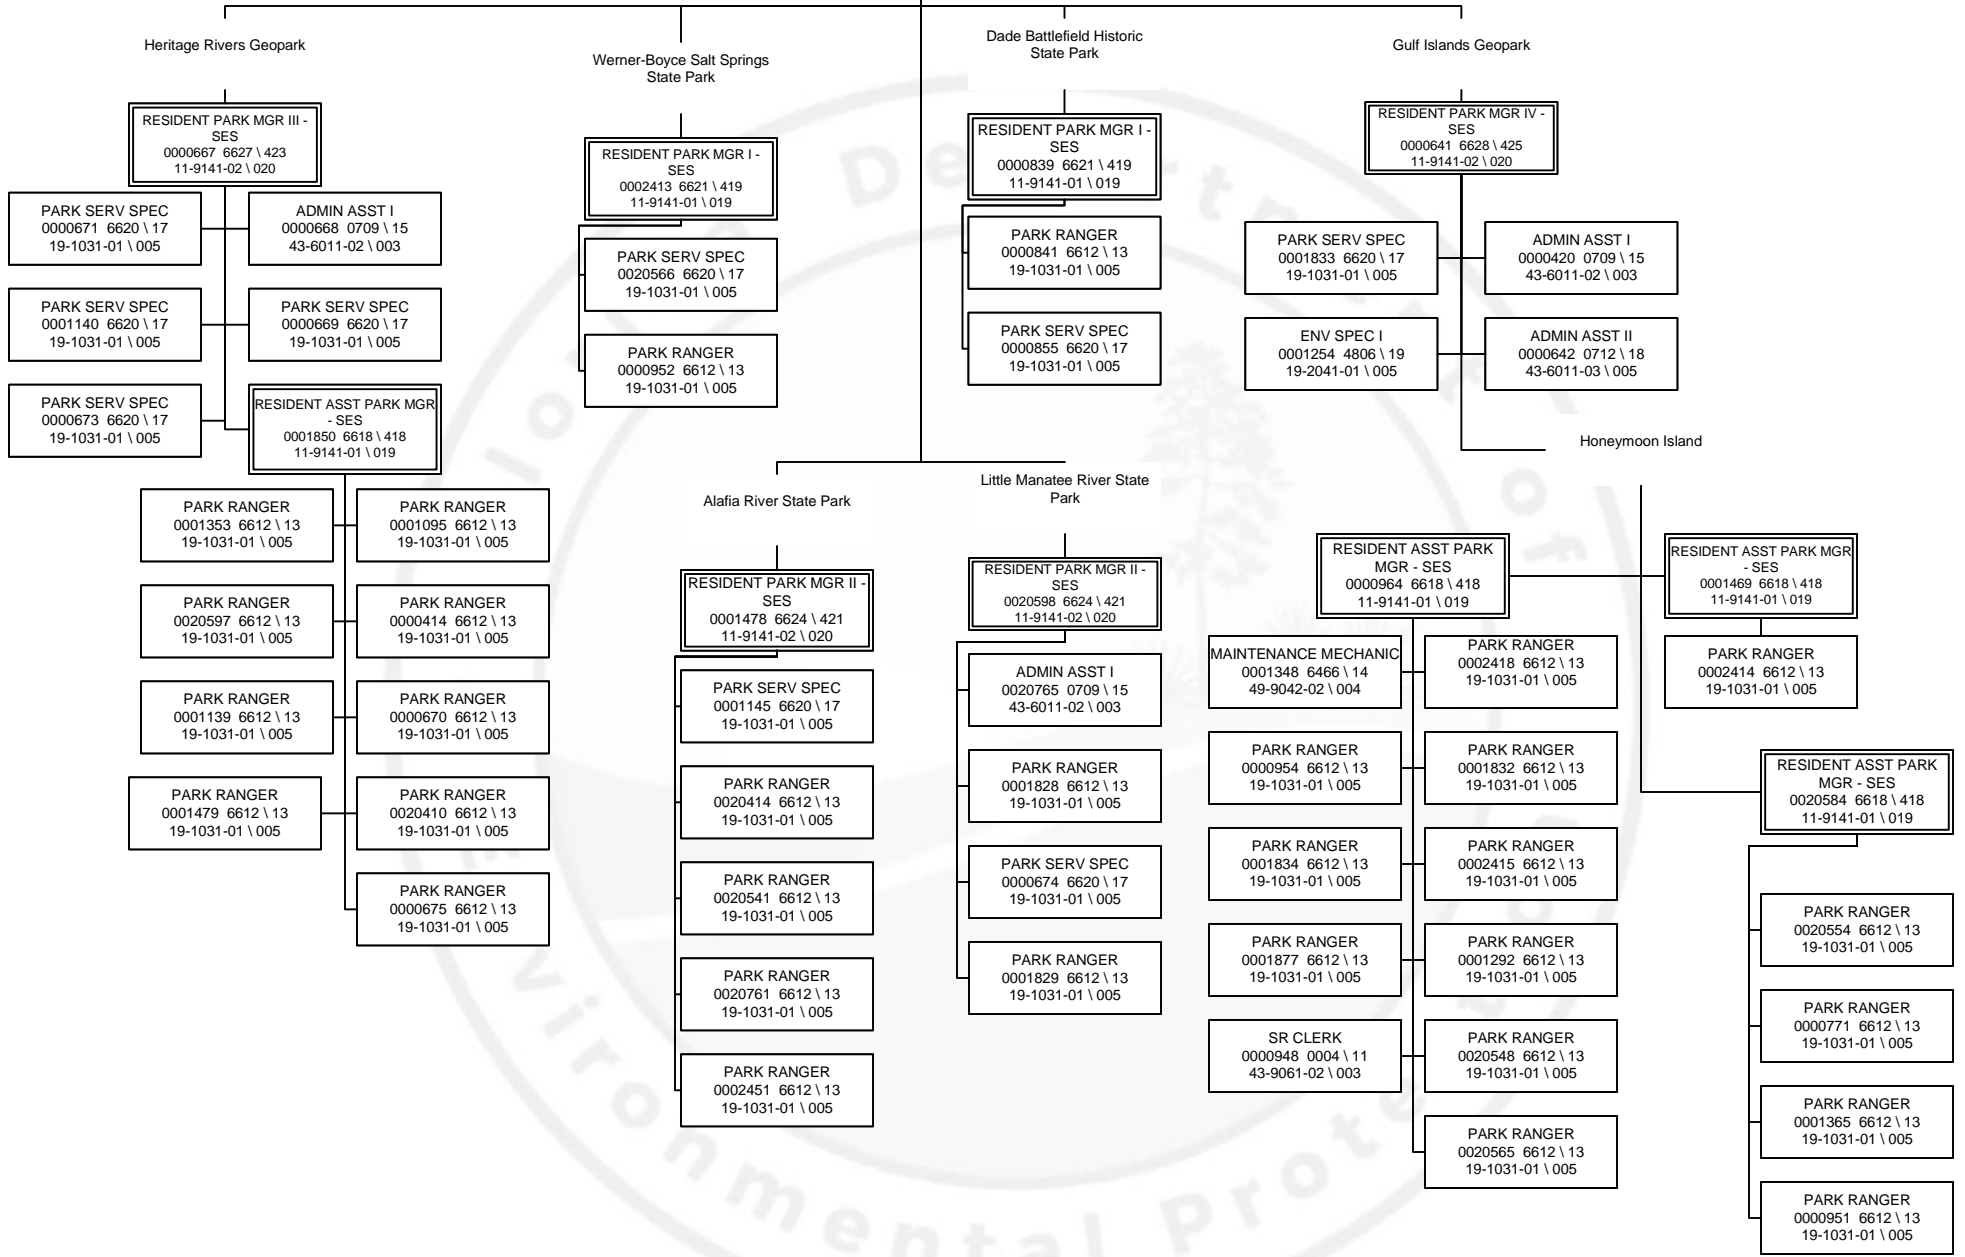 Heritage Rivers Geopark
RESIDENT PARK MGR III -
SES
0000667 6627 \ 423
11-9141-02 \ 020
PARK SERV SPEC
0000671 6620 \ 17
19-1031-01 \ 005
ADMIN ASST I
0000668 0709 \ 15
43-6011-02 \ 003
PARK SERV SPEC
0001140 6620 \ 17
19-1031-01 \ 005
PARK SERV SPEC
0000669 6620 \ 17
19-1031-01 \ 005
PARK SERV SPEC
0000673 6620 \ 17
19-1031-01 \ 005
RESIDENT ASST PARK MGR
- SES
0001850 6618 \ 418
11-9141-01 \ 019
PARK RANGER
0001353 6612 \ 13
19-1031-01 \ 005
PARK RANGER
0001095 6612 \ 13
19-1031-01 \ 005
PARK RANGER
0020597 6612 \ 13
19-1031-01 \ 005
PARK RANGER
0000414 6612 \ 13
19-1031-01 \ 005
PARK RANGER
0001139 6612 \ 13
19-1031-01 \ 005
PARK RANGER
0000670 6612 \ 13
19-1031-01 \ 005
PARK RANGER
0001479 6612 \ 13
19-1031-01 \ 005
PARK RANGER
0020410 6612 \ 13
19-1031-01 \ 005
PARK RANGER
0000675 6612 \ 13
19-1031-01 \ 005
Werner-Boyce Salt Springs
State Park
RESIDENT PARK MGR I -
SES
0002413 6621 \ 419
11-9141-01 \ 019
PARK SERV SPEC
0020566 6620 \ 17
19-1031-01 \ 005
PARK RANGER
0000952 6612 \ 13
19-1031-01 \ 005
Dade Battlefield Historic
State Park
RESIDENT PARK MGR I -
SES
0000839 6621 \ 419
11-9141-01 \ 019
PARK RANGER
0000841 6612 \ 13
19-1031-01 \ 005
PARK SERV SPEC
0000855 6620 \ 17
19-1031-01 \ 005
Alafia River State Park
RESIDENT PARK MGR II -
SES
0001478 6624 \ 421
11-9141-02 \ 020
PARK SERV SPEC
0001145 6620 \ 17
19-1031-01 \ 005
PARK RANGER
0020414 6612 \ 13
19-1031-01 \ 005
PARK RANGER
0020541 6612 \ 13
19-1031-01 \ 005
PARK RANGER
0020761 6612 \ 13
19-1031-01 \ 005
PARK RANGER
0002451 6612 \ 13
19-1031-01 \ 005
Little Manatee River State
Park
RESIDENT PARK MGR II -
SES
0020598 6624 \ 421
11-9141-02 \ 020
ADMIN ASST I
0020765 0709 \ 15
43-6011-02 \ 003
PARK RANGER
0001828 6612 \ 13
19-1031-01 \ 005
PARK SERV SPEC
0000674 6620 \ 17
19-1031-01 \ 005
PARK RANGER
0001829 6612 \ 13
19-1031-01 \ 005
Gulf Islands Geopark
RESIDENT PARK MGR IV -
SES
0000641 6628 \ 425
11-9141-02 \ 020
PARK SERV SPEC
0001833 6620 \ 17
19-1031-01 \ 005
ADMIN ASST I
0000420 0709 \ 15
43-6011-02 \ 003
ENV SPEC I
0001254 4806 \ 19
19-2041-01 \ 005
ADMIN ASST II
0000642 0712 \ 18
43-6011-03 \ 005
Honeymoon Island
RESIDENT ASST PARK
MGR - SES
0000964 6618 \ 418
11-9141-01 \ 019
RESIDENT ASST PARK MGR
- SES
0001469 6618 \ 418
11-9141-01 \ 019
MAINTENANCE MECHANIC
0001348 6466 \ 14
49-9042-02 \ 004
PARK RANGER
0002418 6612 \ 13
19-1031-01 \ 005
PARK RANGER
0002414 6612 \ 13
19-1031-01 \ 005
PARK RANGER
0000954 6612 \ 13
19-1031-01 \ 005
PARK RANGER
0001832 6612 \ 13
19-1031-01 \ 005
PARK RANGER
0001834 6612 \ 13
19-1031-01 \ 005
PARK RANGER
0002415 6612 \ 13
19-1031-01 \ 005
PARK RANGER
0001877 6612 \ 13
19-1031-01 \ 005
PARK RANGER
0001292 6612 \ 13
19-1031-01 \ 005
SR CLERK
0000948 0004 \ 11
43-9061-02 \ 003
PARK RANGER
0020548 6612 \ 13
19-1031-01 \ 005
PARK RANGER
0020565 6612 \ 13
19-1031-01 \ 005
RESIDENT ASST PARK
MGR - SES
0020584 6618 \ 418
11-9141-01 \ 019
PARK RANGER
0020554 6612 \ 13
19-1031-01 \ 005
PARK RANGER
0000771 6612 \ 13
19-1031-01 \ 005
PARK RANGER
0001365 6612 \ 13
19-1031-01 \ 005
PARK RANGER
0000951 6612 \ 13
19-1031-01 \ 005